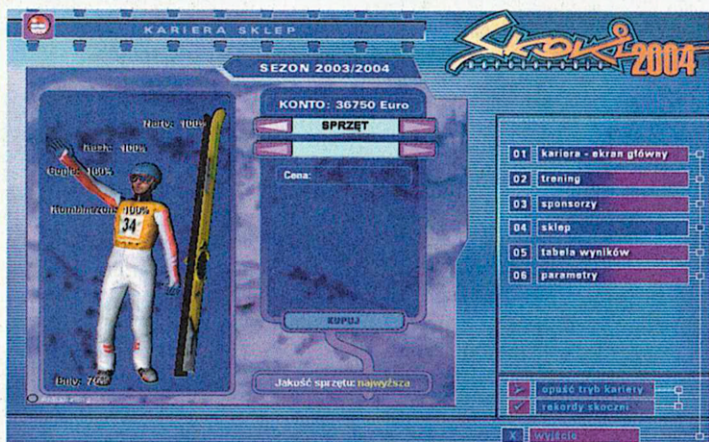 KARIERA SKLEP
SKOKI 2004
SEZON 2003/2004
KONTO: 36750 Euro
SPRZĘT
Cena:
KUPUJ
Jakość sprzętu: najwyższa
Narty: 100%
Kask: 100%
Gogle: 100%
Kombinezon: 100%
34
Buty: 79%
01 kariera - ekran główny
02 trening
03 sponsorzy
04 sklep
05 tabela wyników
06 parametry
opuść tryb kariery
rekordy skoczni
X wyjście